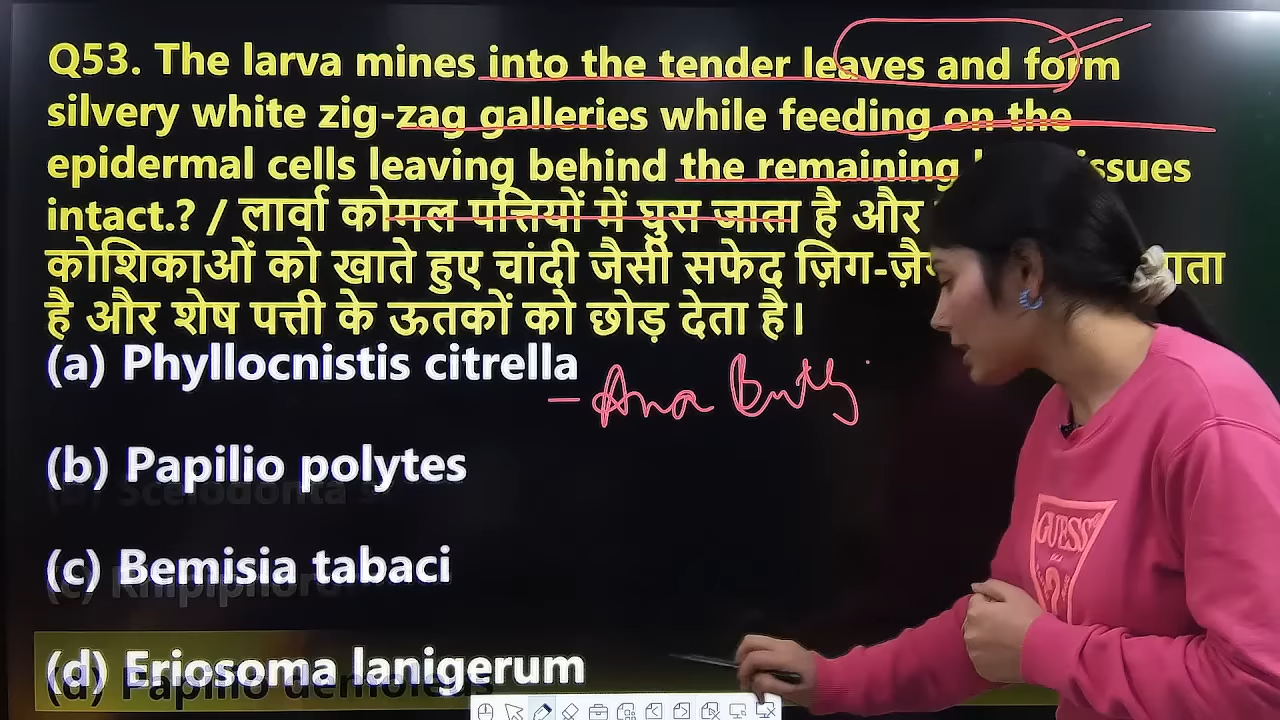 Q53. The larva mines into the tender leaves and form
silvery white zig-zag galleries while feeding on the
epidermal cells leaving behind the remaining
intact.? / लार्वा कोमल पत्तियों में घुस जाता है और
कोशिकाओं को खाते हुए चांदी जैसी सफेद
है और शेष पत्ती के ऊतकों को छोड़ देता है।
(a) Phyllocnistis citrella
(b) Papilio polytes
(c) Bemisia tabaci
(d) Eriosoma lanigerum
(d) Papilio demoleus
GUESS
?